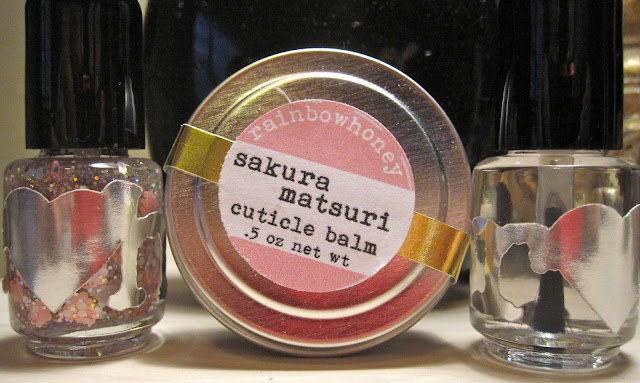 rainbowhoney
sakura
matsuri
cuticle balm
.5 oz net wt